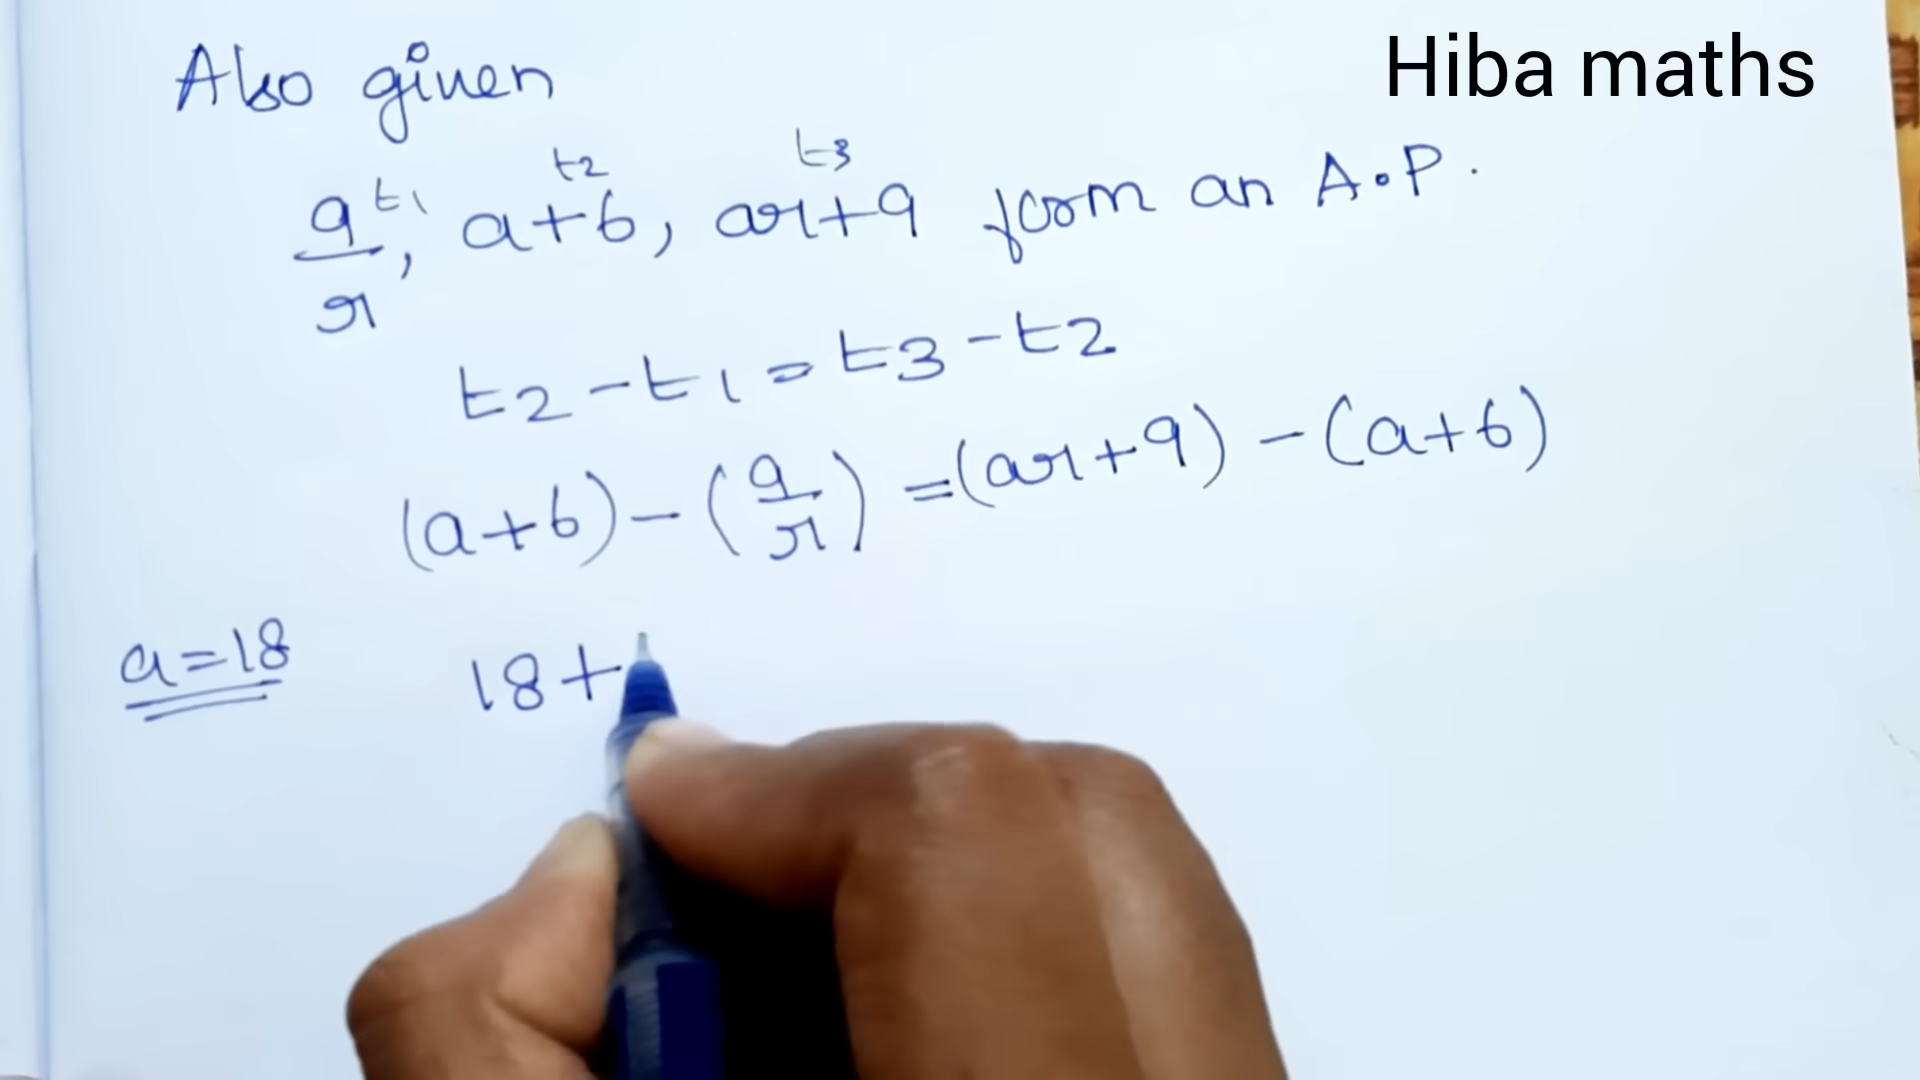 Hiba maths
Also given
t1 t2 t3
a/r, a+6, ar+9 form an A.P.
t2-t1=t3-t2
(a+6)-(a/r)=(ar+9)-(a+6)
a=18 18+